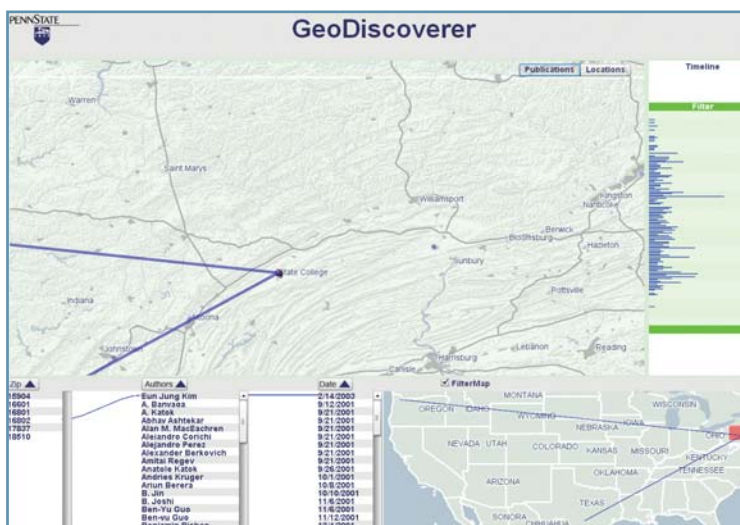 PENNSTATE
GeoDiscoverer
Publications Locations
Timeline
Filter
Warren
Saint Marys
Williamsport
Kingston
Nanticoke
Berwick
Bloomsburg
Hazleton
State College
Sunbury
Indiana
Pottsville
Altoona
Johnstown
Lebanon
Reading
Harrisburg
Carlisle
Zip
Authors
Date
FilterMap
15904
16601
16801
16802
17837
18510
Eun Jung Kim
A. Banyaga
A. Katok
Abhay Ashtekar
Alan M. MacEachren
Alejandro Corichi
Alejandro Perez
Alexander Berkovich
Amitai Regev
Anatole Katok
Andries Kruger
Arjun Berera
B. Jin
B. Joshi
Ben-Yu Guo
Ben-yu Guo
2/14/2003
9/12/2001
9/21/2001
9/21/2001
9/21/2001
9/21/2001
9/21/2001
9/21/2001
9/21/2001
9/26/2001
10/1/2001
10/8/2001
10/10/2001
11/6/2001
11/6/2001
11/12/2001
MONTANA
OREGON IDAHO
WYOMING
WISCONSIN
NEBRASKA
IOWA
OHIO
NEVADA UTAH
COLORADO
KANSAS
MISSOURI
KENTUCKY
TENNESSEE
OKLAHOMA
ARIZONA
TEXAS
SONORA
CHIHUAHUA